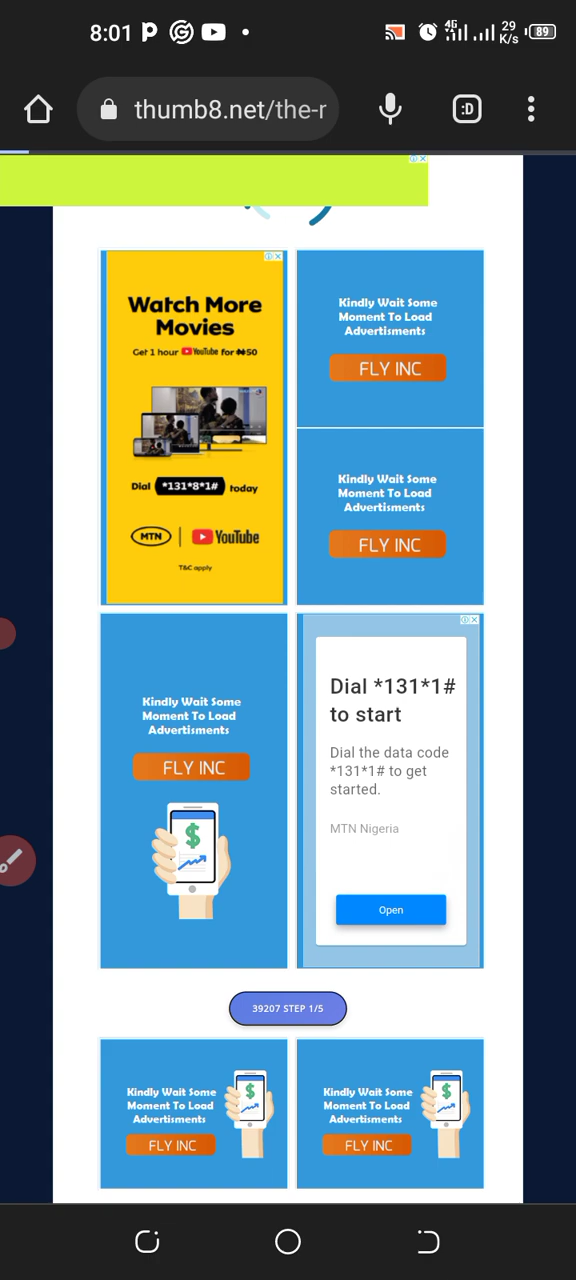 8:01
4G
29
K/s
89
thumb8.net/the-r
:D
Watch More
Movies
Get 1 hour YouTube for ₦50
Dial *131*8*1# today
MTN | YouTube
T&C apply
Kindly Wait Some
Moment To Load
Advertisments
FLY INC
Kindly Wait Some
Moment To Load
Advertisments
FLY INC
Kindly Wait Some
Moment To Load
Advertisments
FLY INC
$
Dial *131*1#
to start
Dial the data code
*131*1# to get
started.
MTN Nigeria
Open
39207 STEP 1/5
Kindly Wait Some
Moment To Load
Advertisments
FLY INC
$
Kindly Wait Some
Moment To Load
Advertisments
FLY INC
$